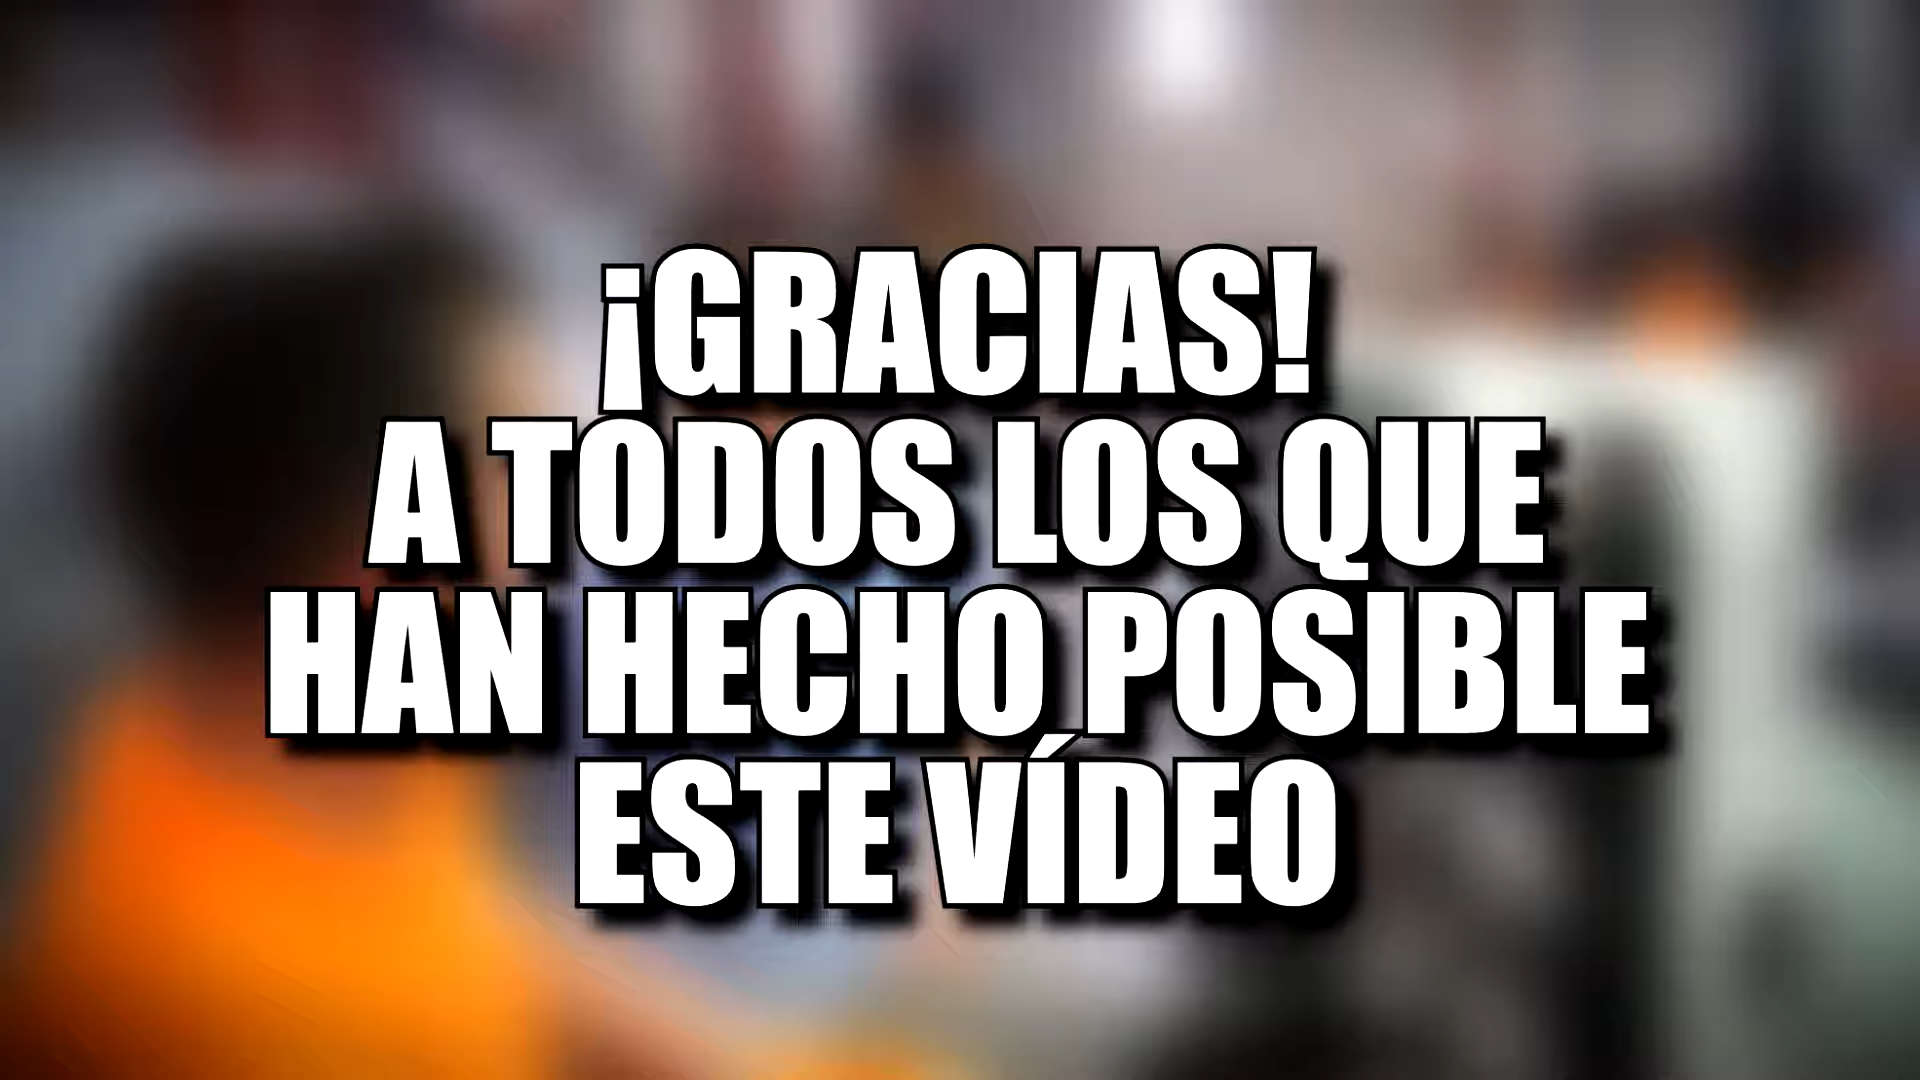 ¡GRACIAS!
A TODOS LOS QUE
HAN HECHO POSIBLE
ESTE VÍDEO